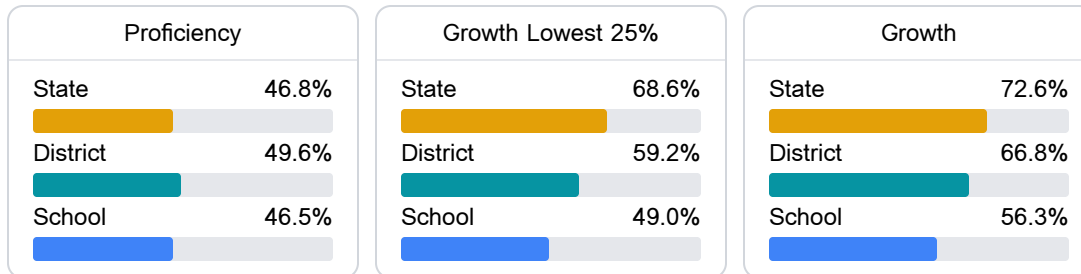 Proficiency
State 46.8%
District 49.6%
School 46.5%
Growth Lowest 25%
State 68.6%
District 59.2%
School 49.0%
Growth
State 72.6%
District 66.8%
School 56.3%